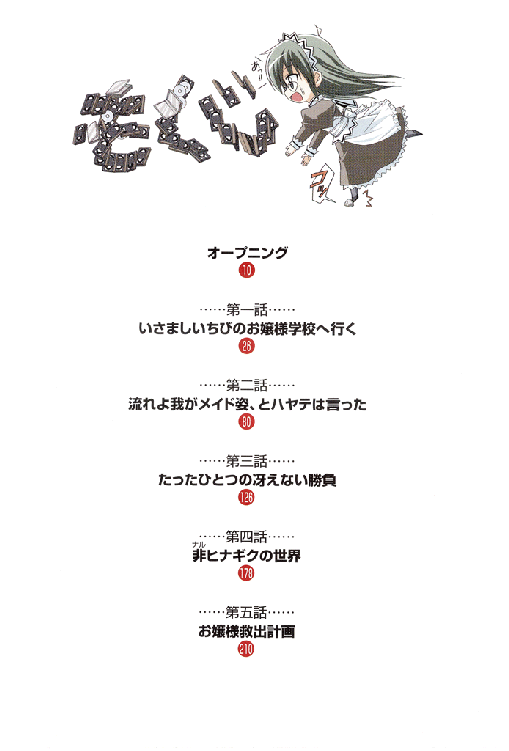 もくじ
あっ!!
オープニング
10
……第一話……
いさましいちびのお嬢様学校へ行く
26
……第二話……
流れよ我がメイド姿、とハヤテは言った
80
……第三話……
たったひとつの冴えない勝負
126
……第四話……
ナル
非ヒナギクの世界
178
……第五話……
お嬢様救出計画
210